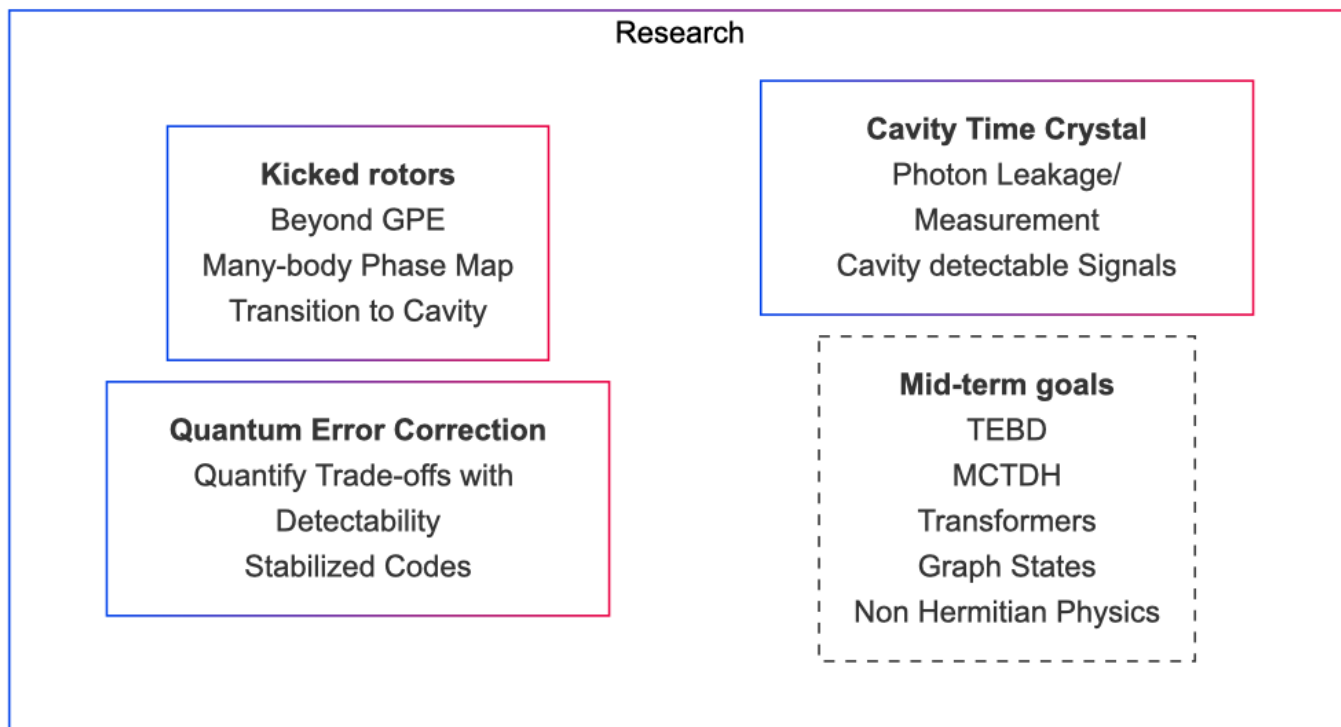 Research
Kicked rotors
Beyond GPE
Many-body Phase Map
Transition to Cavity
Cavity Time Crystal
Photon Leakage/
Measurement
Cavity detectable Signals
Quantum Error Correction
Quantify Trade-offs with
Detectability
Stabilized Codes
Mid-term goals
TEBD
MCTDH
Transformers
Graph States
Non Hermitian Physics